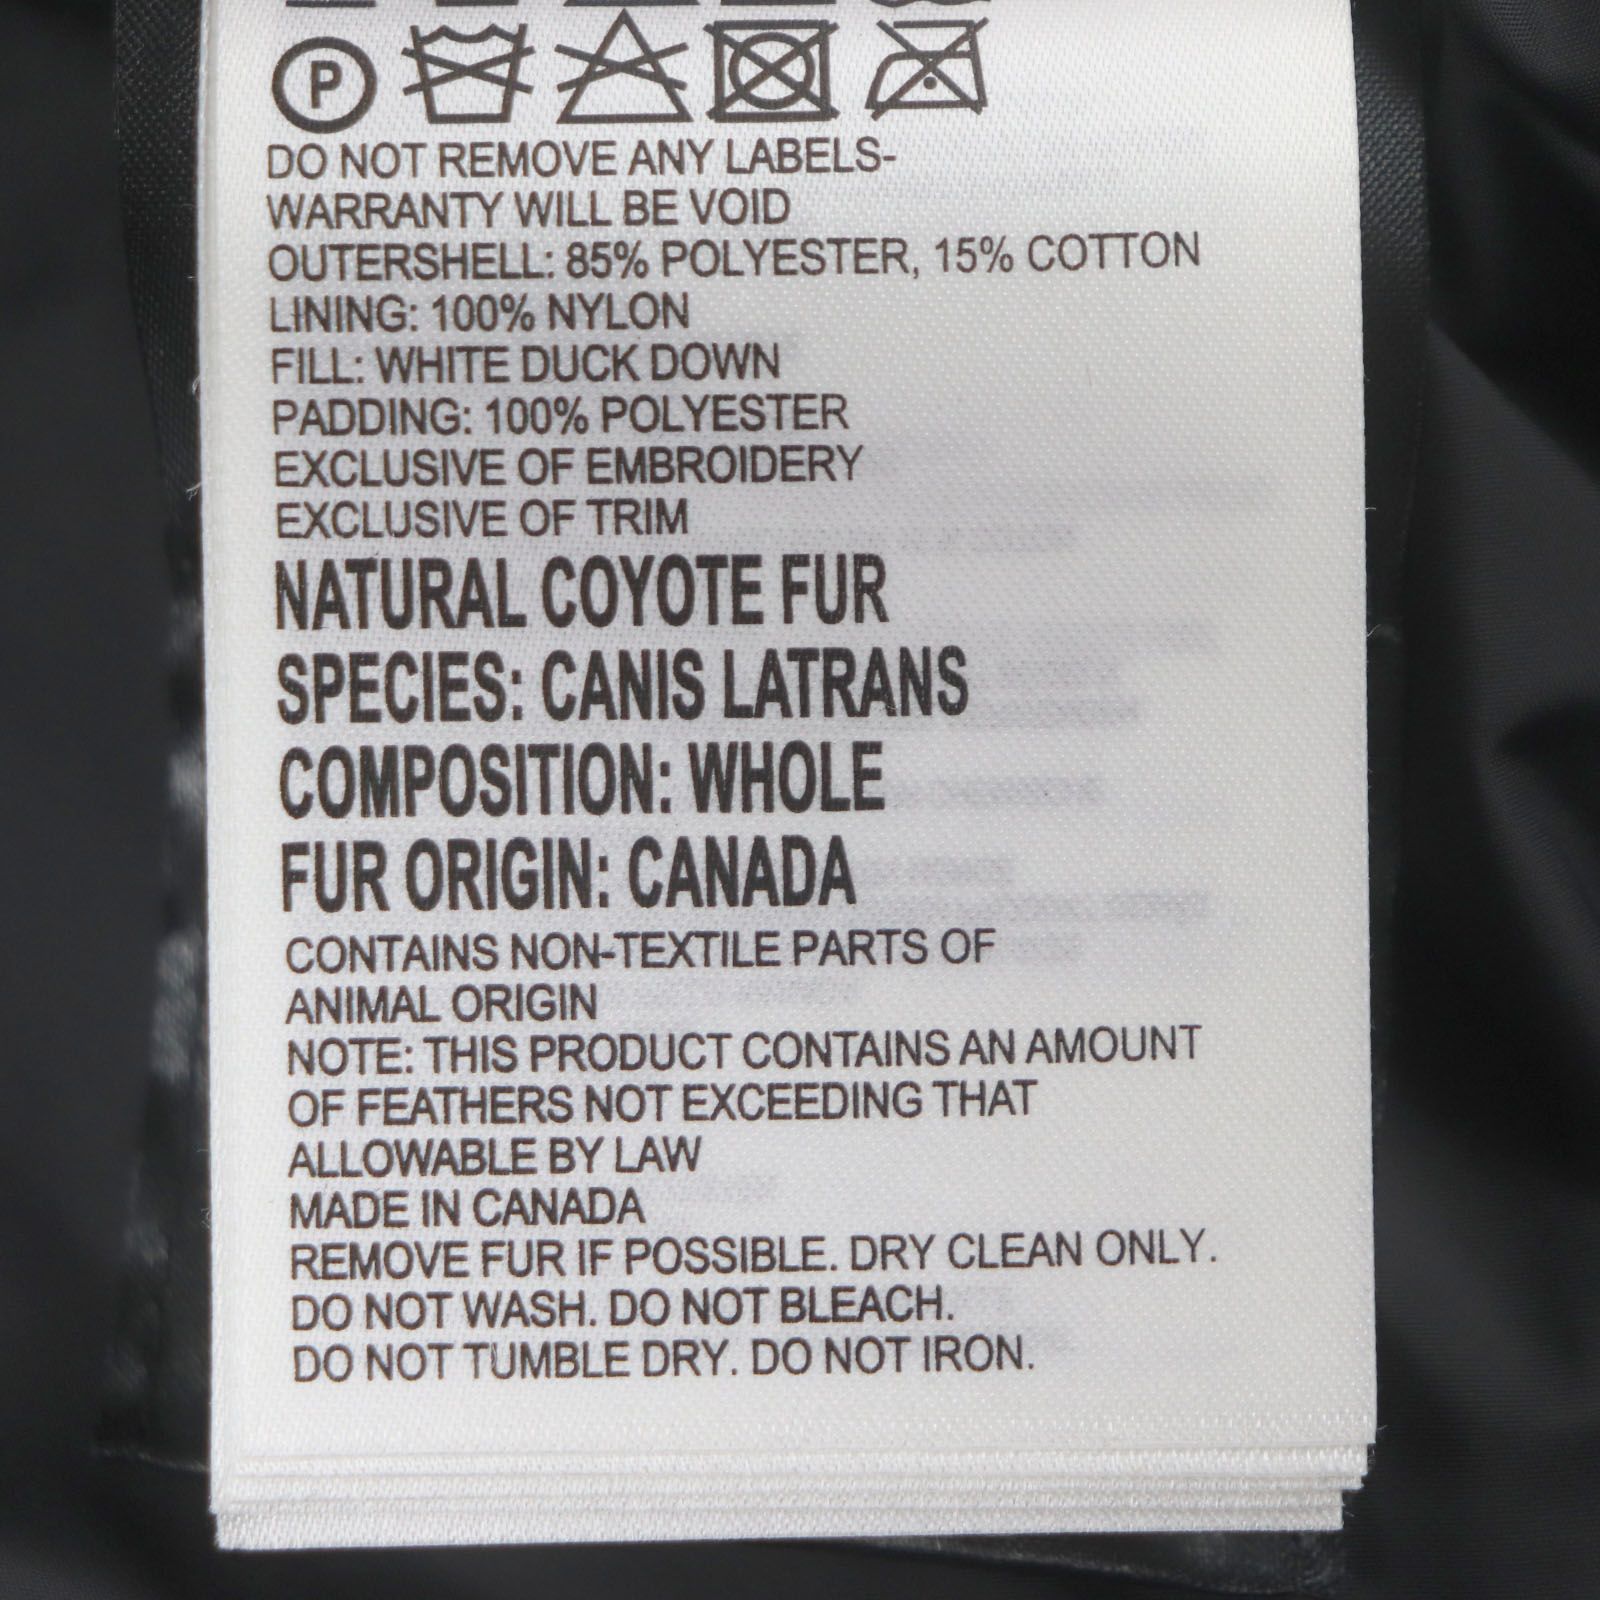 P
DO NOT REMOVE ANY LABELS-
WARRANTY WILL BE VOID
OUTERSHELL: 85% POLYESTER, 15% COTTON
LINING: 100% NYLON
FILL: WHITE DUCK DOWN
PADDING: 100% POLYESTER
EXCLUSIVE OF EMBROIDERY
EXCLUSIVE OF TRIM
NATURAL COYOTE FUR
SPECIES: CANIS LATRANS
COMPOSITION: WHOLE
FUR ORIGIN: CANADA
CONTAINS NON-TEXTILE PARTS OF
ANIMAL ORIGIN
NOTE: THIS PRODUCT CONTAINS AN AMOUNT
OF FEATHERS NOT EXCEEDING THAT
ALLOWABLE BY LAW
MADE IN CANADA
REMOVE FUR IF POSSIBLE. DRY CLEAN ONLY.
DO NOT WASH. DO NOT BLEACH.
DO NOT TUMBLE DRY. DO NOT IRON.